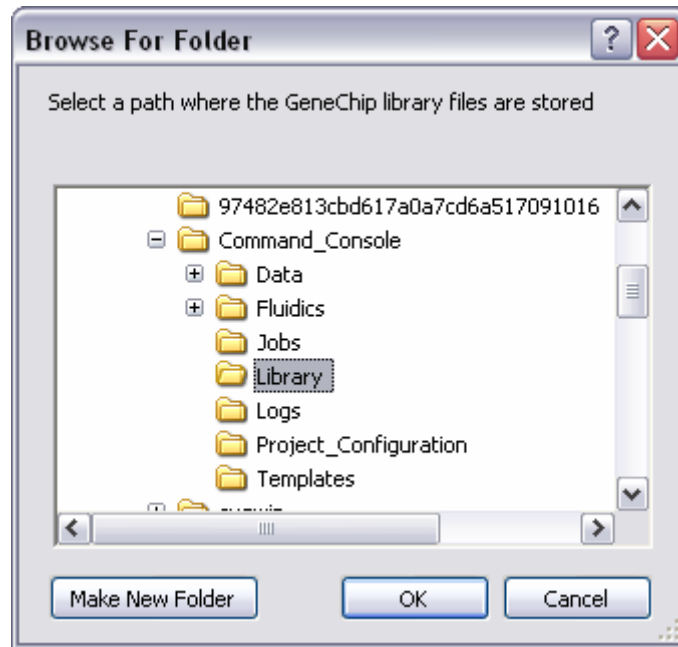 Browse For Folder
Select a path where the GeneChip library files are stored
97482e813cbd617a0a7cd6a517091016
Command_Console
Data
Fluidics
Jobs
Library
Logs
Project_Configuration
Templates
Make New Folder
OK
Cancel